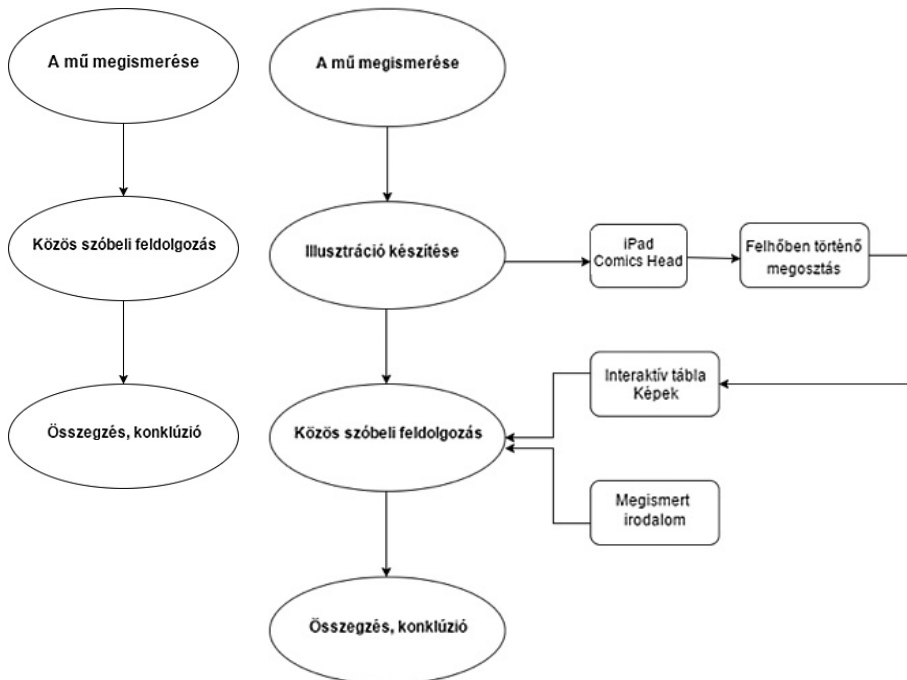 A mű megismerése
Közös szóbeli feldolgozás
Összegzés, konklúzió
A mű megismerése
Illusztráció készítése
iPad
Comics Head
Felhőben történő
megosztás
Interaktív tábla
Képek
Közös szóbeli feldolgozás
Megismert
irodalom
Összegzés, konklúzió